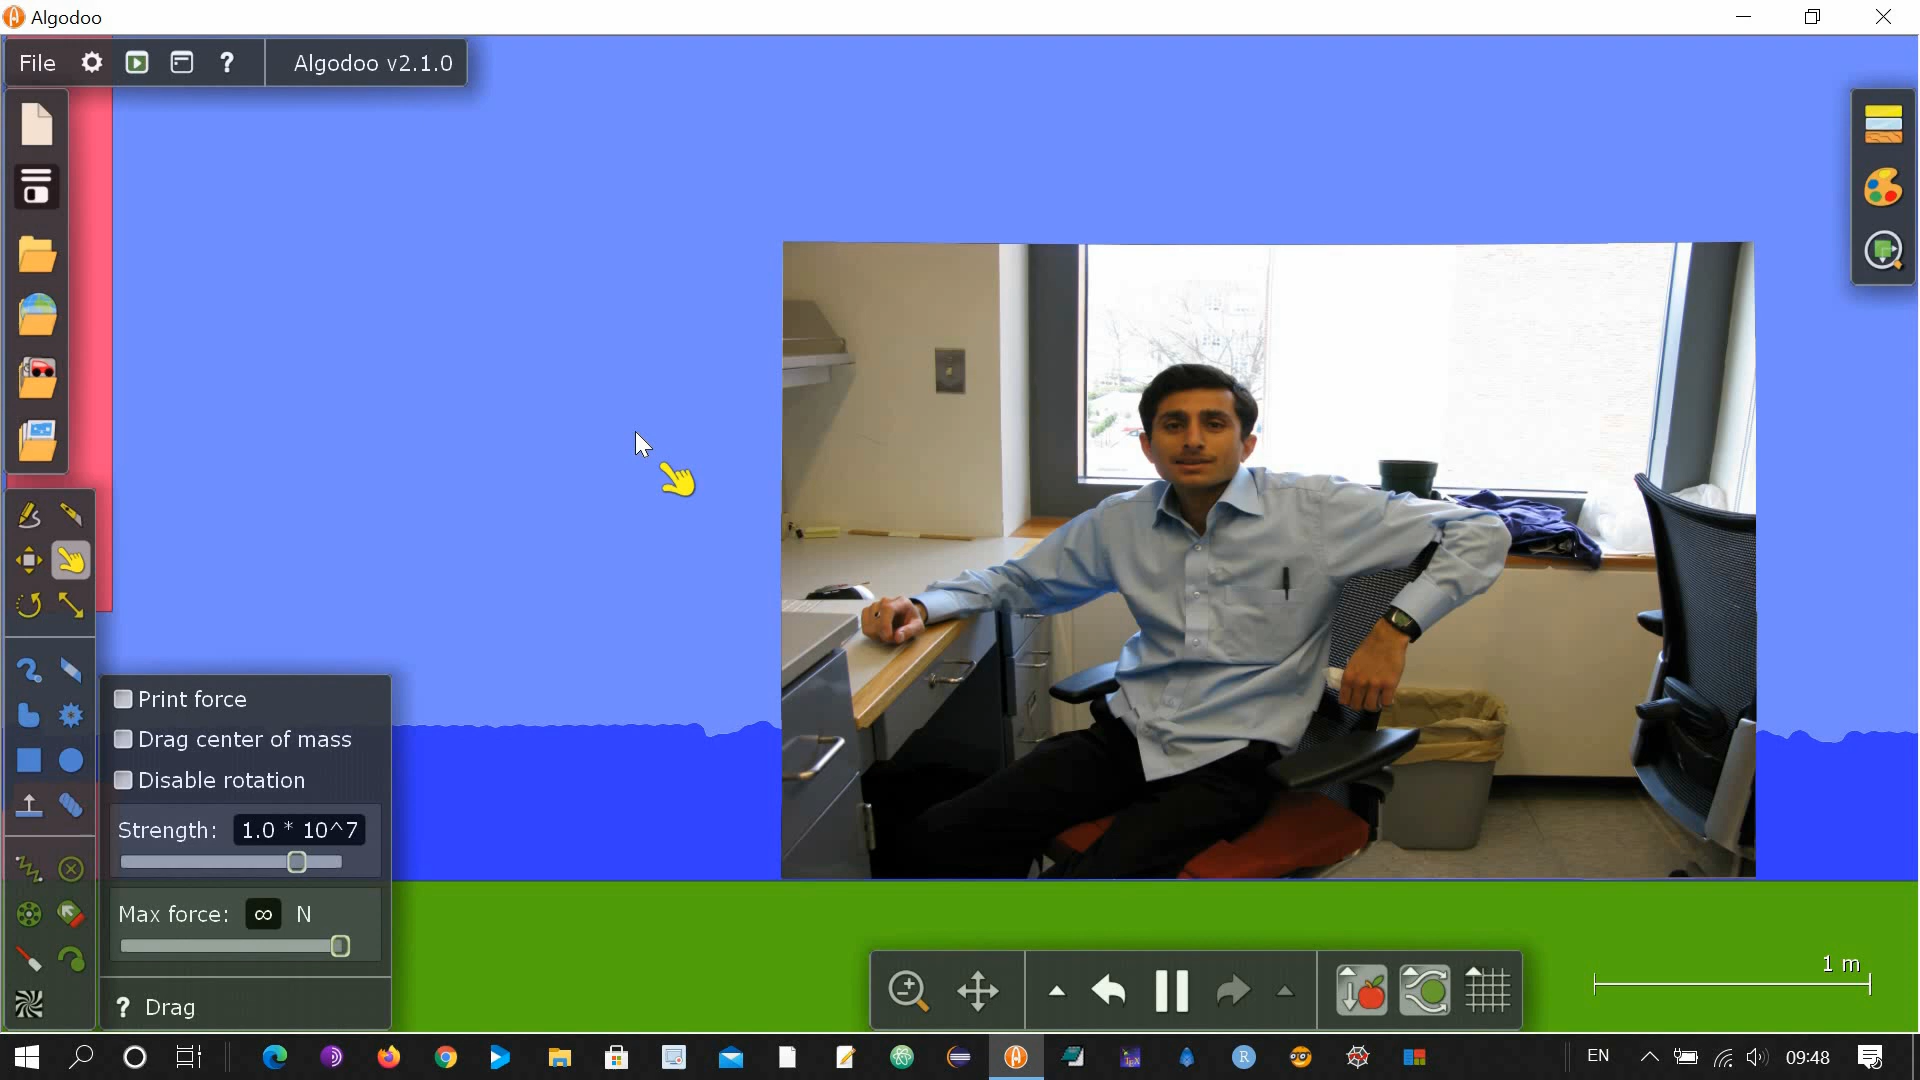 Algodoo
File ? Algodoo v2.1.0
Print force
Drag center of mass
Disable rotation
Strength: 1.0 * 10^7
Max force: ∞ N
? Drag
1 m
EN 09:48